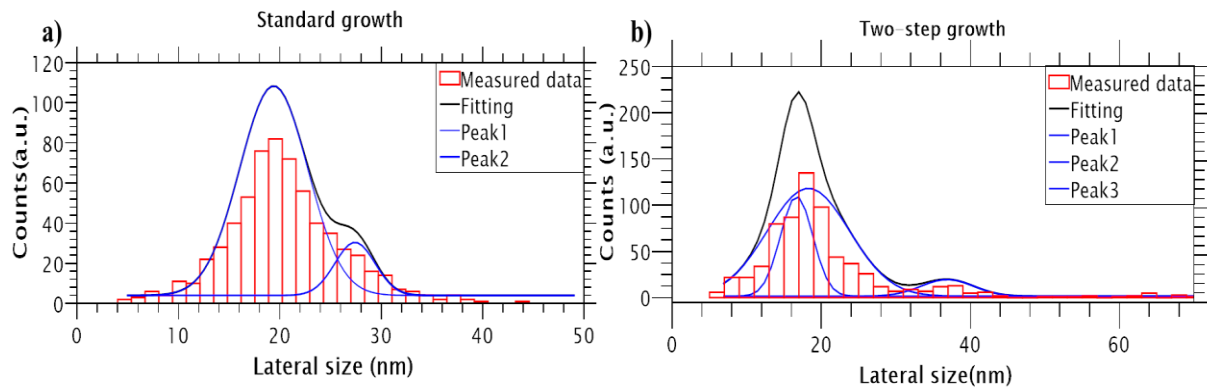 a)
Standard growth
Counts(a.u.)
120
100
80
60
40
20
0
Measured data
Fitting
Peak1
Peak2
0 10 20 30 40 50
Lateral size (nm)
b)
Two-step growth
Counts (a.u.)
250
200
150
100
50
0
Measured data
Fitting
Peak1
Peak2
Peak3
0 20 40 60
Lateral size(nm)